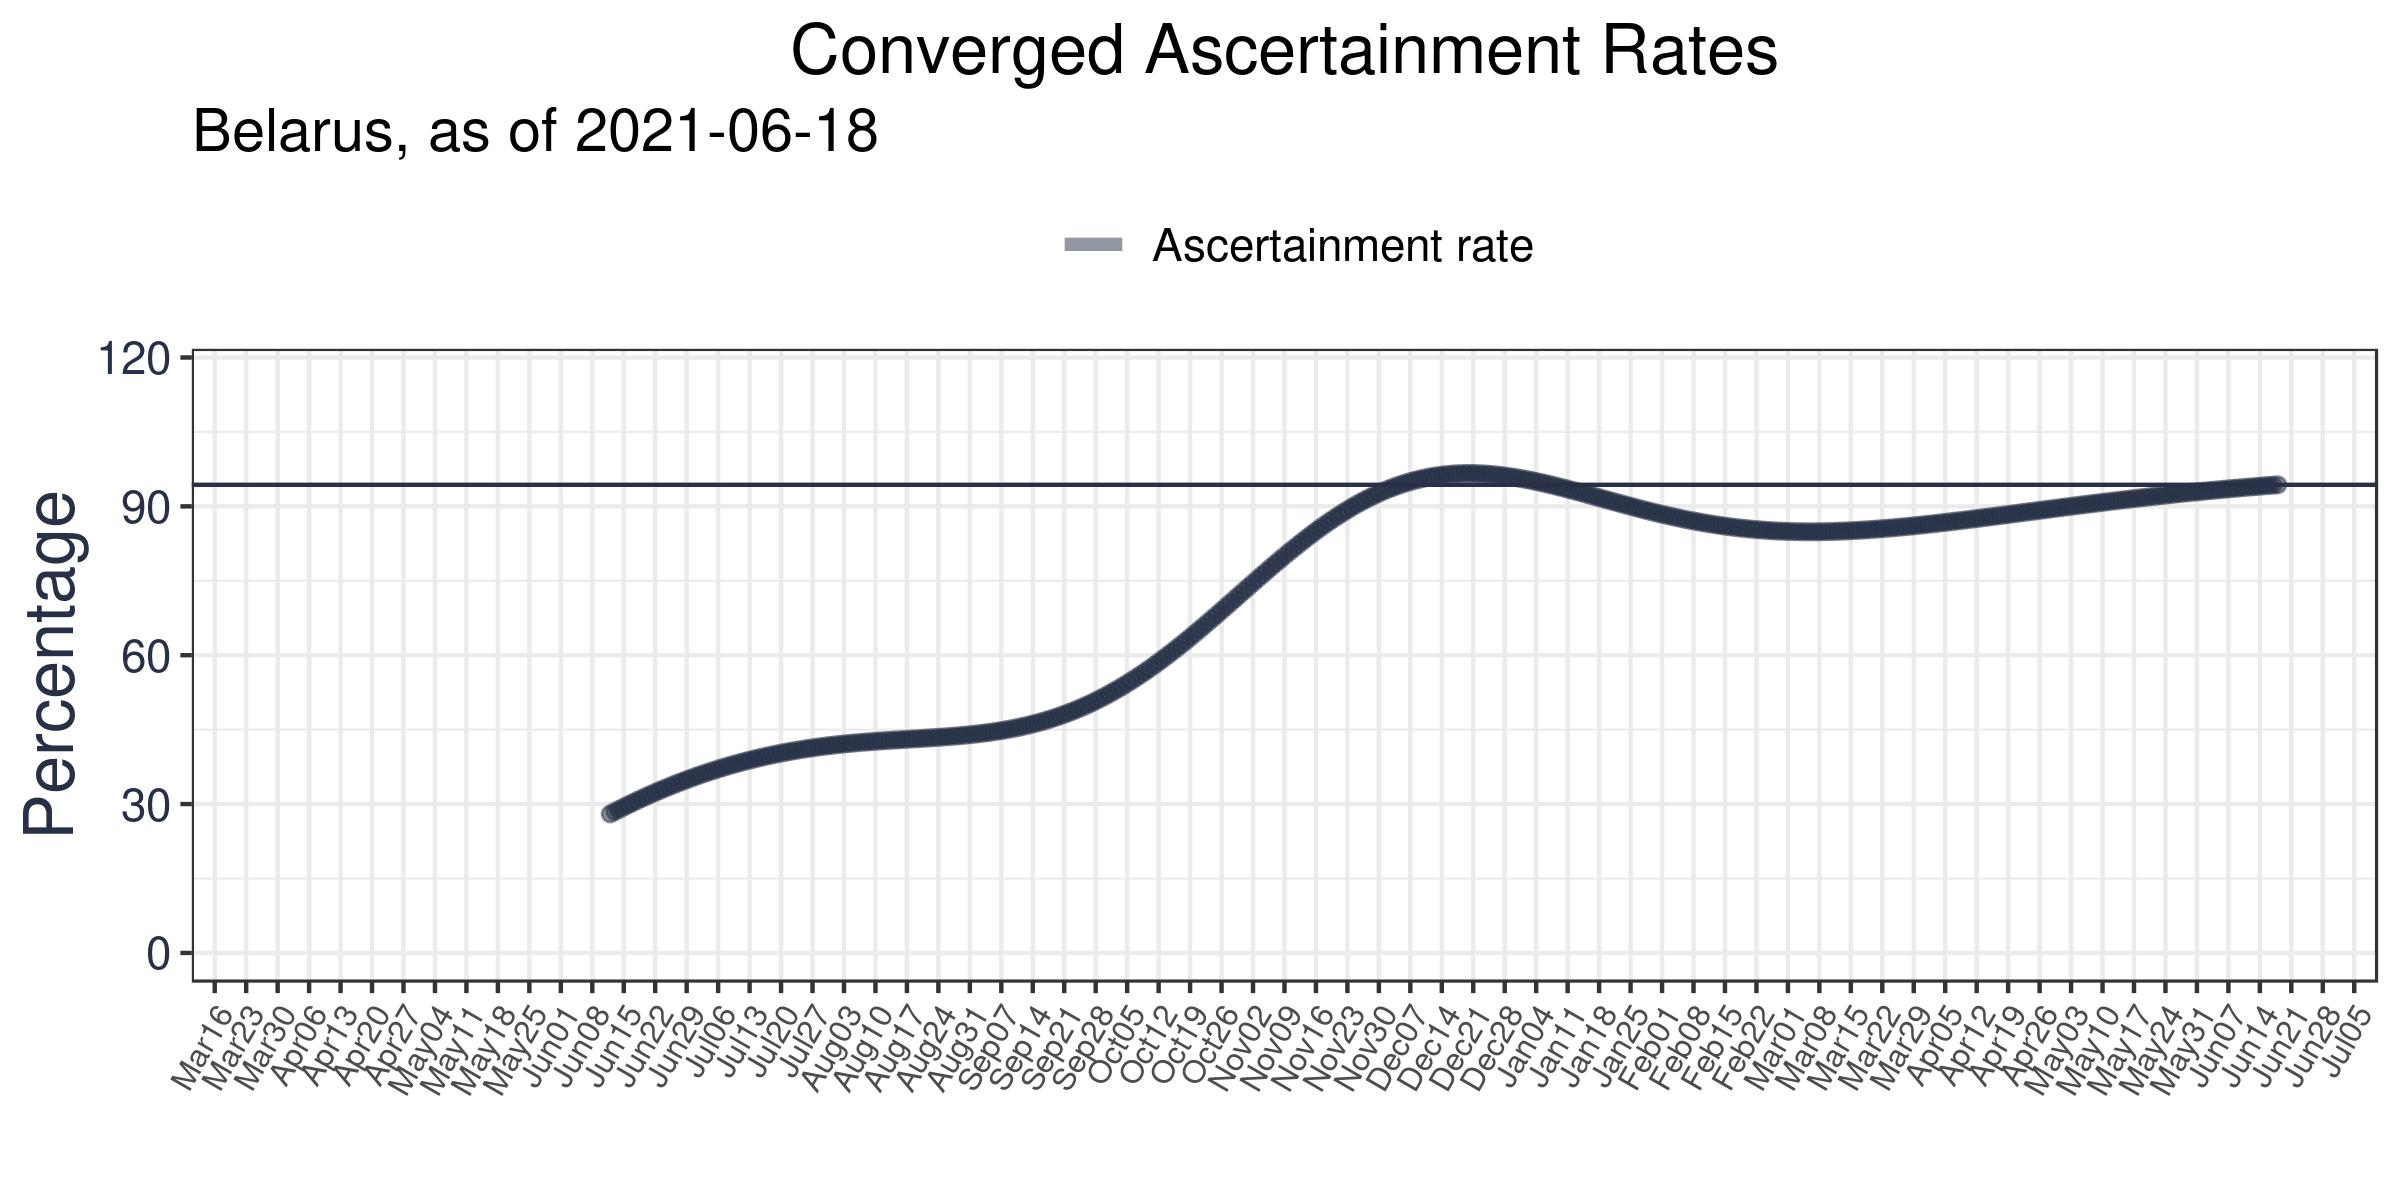 Converged Ascertainment Rates
Belarus, as of 2021-06-18
Ascertainment rate
Percentage
120
90
60
30
0
Mar16
Mar23
Mar30
Apr06
Apr13
Apr20
Apr27
May04
May11
May18
May25
Jun01
Jun08
Jun15
Jun22
Jun29
Jul06
Jul13
Jul20
Jul27
Aug03
Aug10
Aug17
Aug24
Aug31
Sep07
Sep14
Sep21
Sep28
Oct05
Oct12
Oct19
Oct26
Nov02
Nov09
Nov16
Nov23
Nov30
Dec07
Dec14
Dec21
Dec28
Jan04
Jan11
Jan18
Jan25
Feb01
Feb08
Feb15
Feb22
Mar01
Mar08
Mar15
Mar22
Mar29
Apr05
Apr12
Apr19
Apr26
May03
May10
May17
May24
May31
Jun07
Jun14
Jun21
Jun28
Jul05